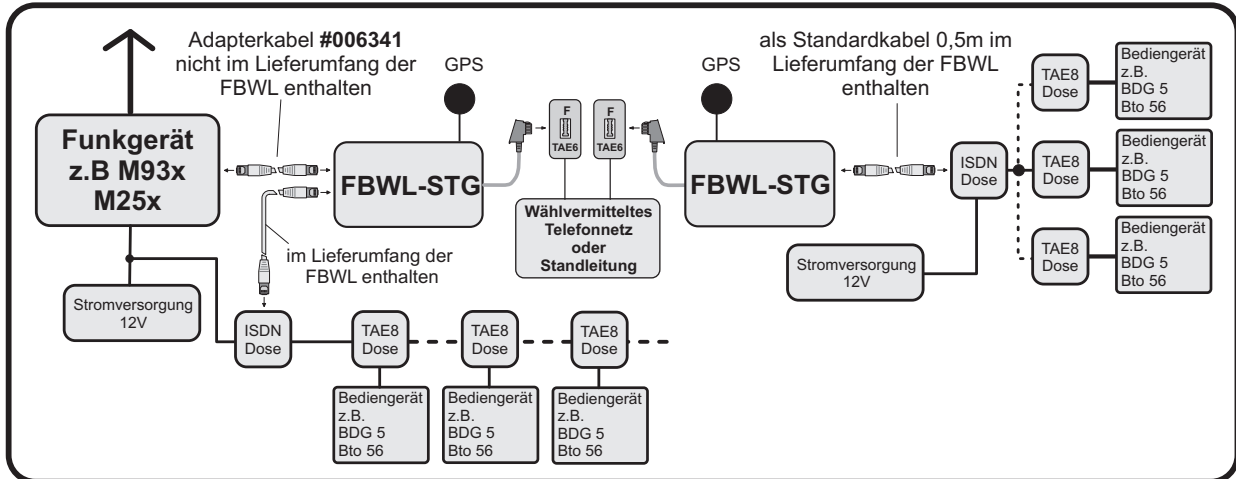 Adapterkabel #006341
nicht im Lieferumfang der
FBWL enthalten
GPS
als Standardkabel 0,5m im
Lieferumfang der FBWL
enthalten
GPS
Funkgerät
z.B M93x
M25x
FBWL-STG
F
TAE6
F
TAE6
FBWL-STG
ISDN
Dose
TAE8
Dose
Bediengerät
z.B.
BDG 5
Bto 56
TAE8
Dose
Bediengerät
z.B.
BDG 5
Bto 56
TAE8
Dose
Bediengerät
z.B.
BDG 5
Bto 56
Wählvermitteltes
Telefonnetz
oder
Standleitung
im Lieferumfang der
FBWL enthalten
Stromversorgung
12V
Stromversorgung
12V
ISDN
Dose
TAE8
Dose
TAE8
Dose
TAE8
Dose
Bediengerät
z.B.
BDG 5
Bto 56
Bediengerät
z.B.
BDG 5
Bto 56
Bediengerät
z.B.
BDG 5
Bto 56